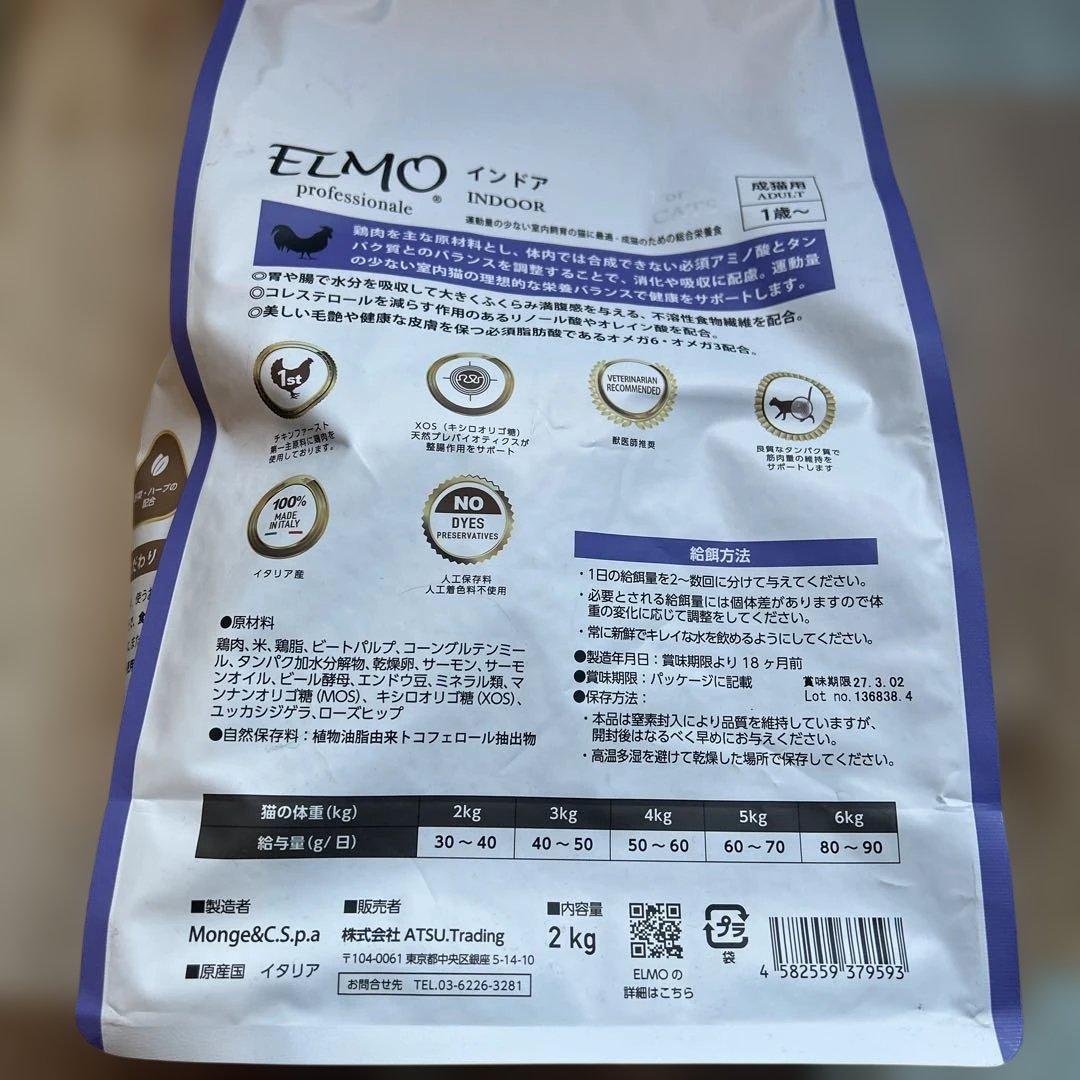 ELMO
professionale
®
インドア
INDOOR
成猫用
ADULT
1歳～
運動量の少ない室内飼育の猫に最適・成猫のための総合栄養食
鶏肉を主な原材料とし、体内では合成できない必須アミノ酸とタン
パク質とのバランスを調整することで、消化や吸収に配慮。運動量
の少ない室内猫の理想的な栄養バランスで健康をサポートします。
◎胃や腸で水分を吸収して大きくふくらみ満腹感を与える、不溶性食物繊維を配合。
◎コレステロールを減らす作用のあるリノール酸やオレイン酸を配合。
◎美しい毛艶や健康な皮膚を保つ必須脂肪酸であるオメガ6・オメガ3配合。
1st
チキンファースト
第一主原料に鶏肉を
使用しております。
XOS（キシロオリゴ糖）
天然プレバイオティクスが
整腸作用をサポート
VETERINARIAN
RECOMMENDED
獣医師推奨
良質なタンパク質で
筋肉量の維持を
サポートします
100%
MADE
IN ITALY
イタリア産
NO
DYES
PRESERVATIVES
人工保存料
人工着色料不使用
・ハーブの
配合
だわり
●原材料
鶏肉、米、鶏脂、ビートパルプ、コーングルテンミー
ル、タンパク加水分解物、乾燥卵、サーモン、サーモ
ンオイル、ビール酵母、エンドウ豆、ミネラル類、マ
ンナンオリゴ糖（MOS）、キシロオリゴ糖（XOS）、
ユッカシジゲラ、ローズヒップ
●自然保存料：植物油脂由来トコフェロール抽出物
給餌方法
・1日の給餌量を2～数回に分けて与えてください。
・必要とされる給餌量には個体差がありますので体
重の変化に応じて調整をしてください。
・常に新鮮でキレイな水を飲めるようにしてください。
●製造年月日：賞味期限より 18 ヶ月前
●賞味期限：パッケージに記載
賞味期限27. 3. 02
Lot no. 136838. 4
●保存方法：
・本品は窒素封入により品質を維持していますが、
開封後はなるべく早めにお与えください。
・高温多湿を避けて乾燥した場所で保存してください。
猫の体重(kg) 2kg 3kg 4kg 5kg 6kg
給与量(g/日) 30～40 40～50 50～60 60～70 80～90
■製造者
Monge&C.S.p.a
■原産国 イタリア
■販売者
株式会社 ATSU.Trading
〒104-0061 東京都中央区銀座 5-14-10
お問合せ先 TEL.03-6226-3281
■内容量
2 kg
ELMO の
詳細はこちら
プラ
袋
4 582559 379593